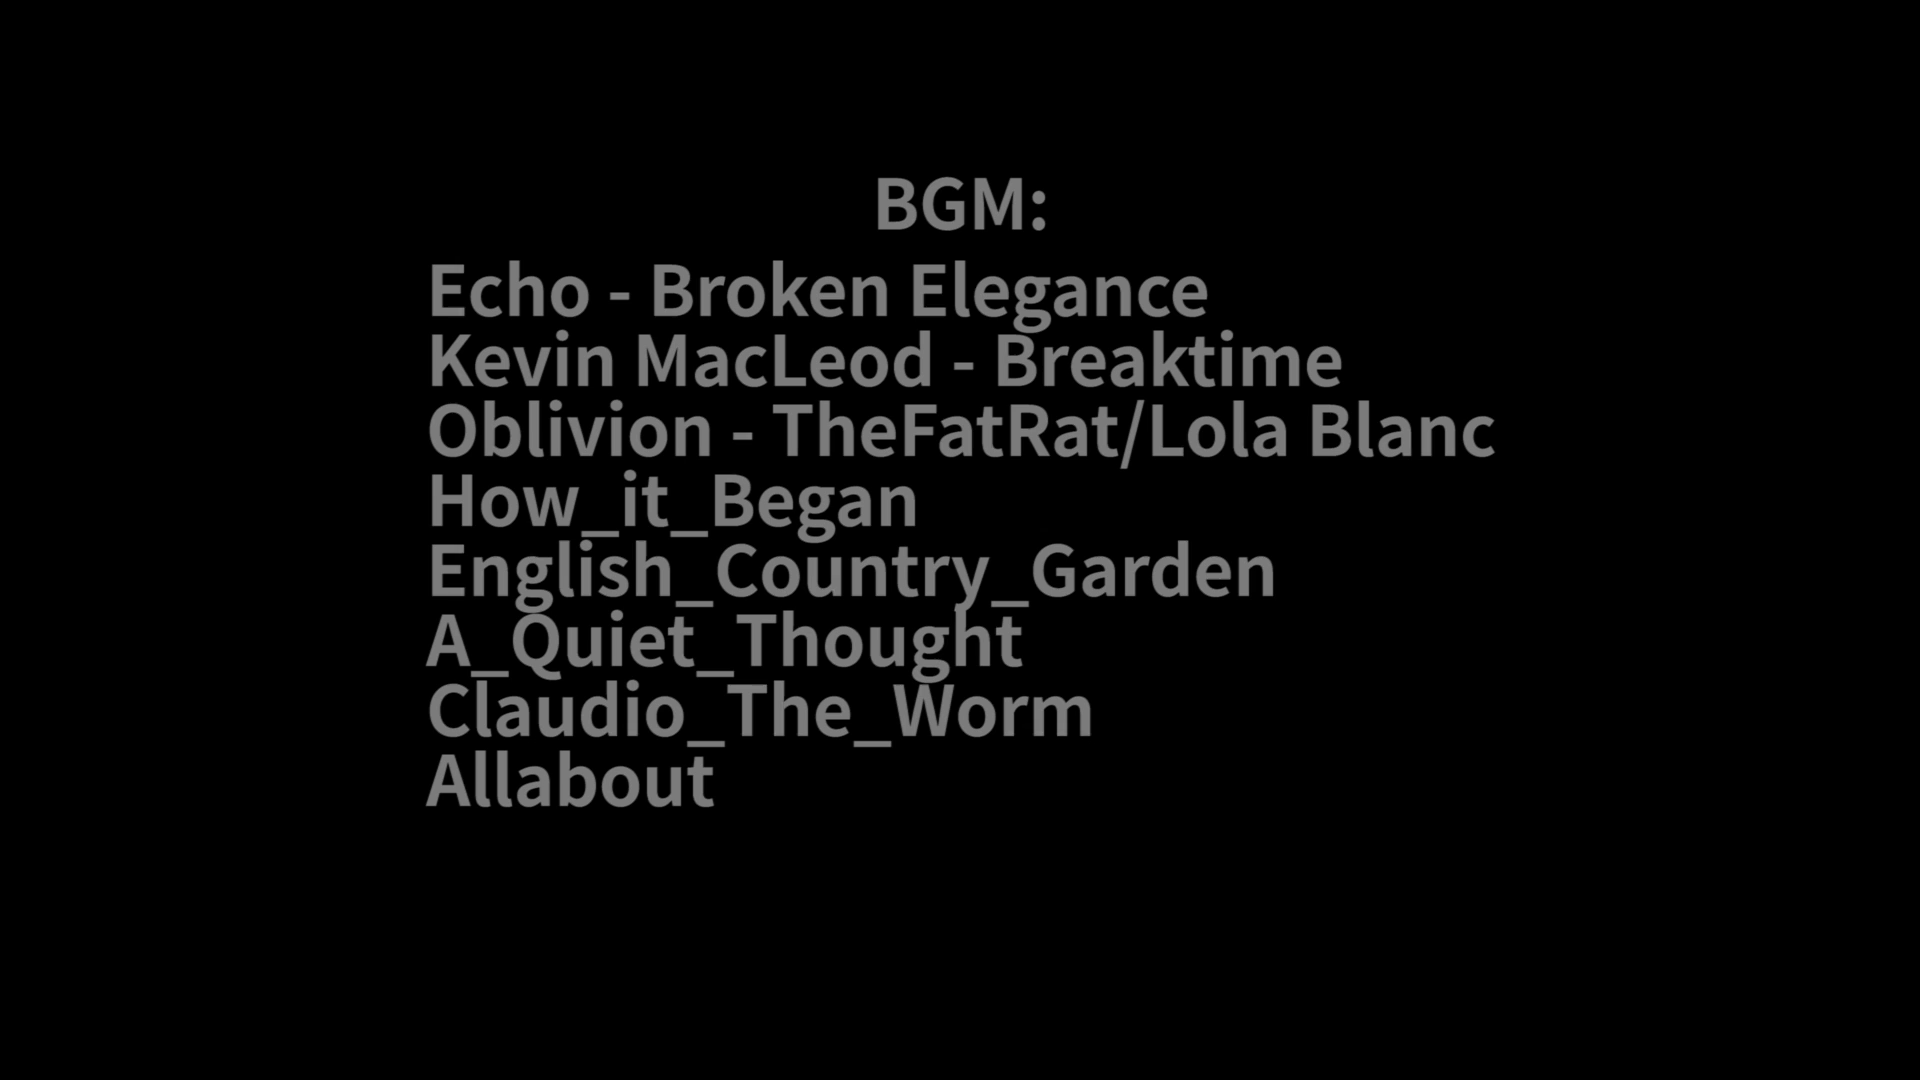 BGM:
Echo - Broken Elegance
Kevin MacLeod - Breaktime
Oblivion - TheFatRat/Lola Blanc
How_it_Began
English_Country_Garden
A_Quiet_Thought
Claudio_The_Worm
Allabout